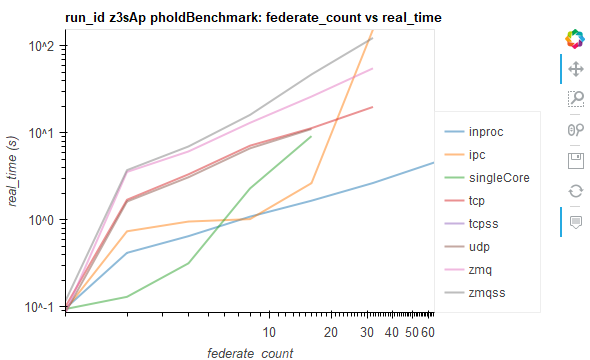 run_id z3sAp pholdBenchmark: federate_count vs real_time
real_time (s)
10^2
10^1
10^0
10^-1
10
20
30
40
50
60
federate_count
inproc
ipc
singleCore
tcp
tcpss
udp
zmq
zmqss